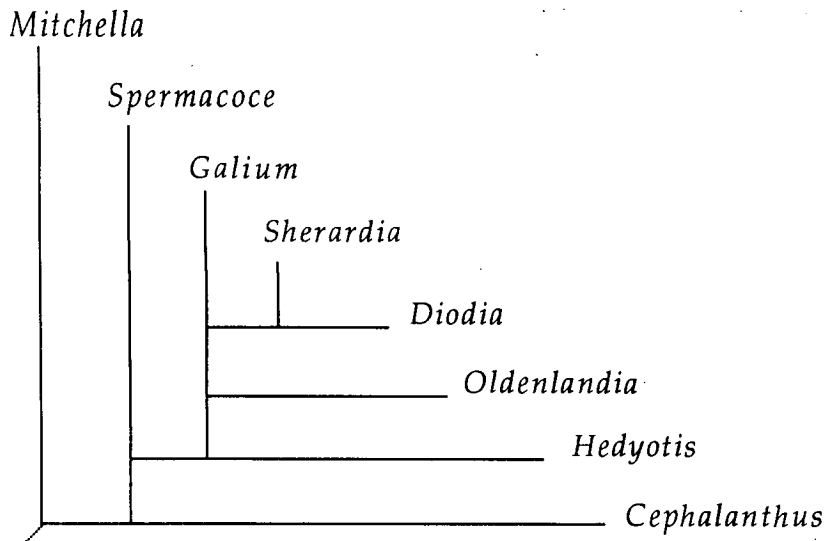 Mitchella
Spermacoce
Galium
Sherardia
Diodia
Oldenlandia
Hedyotis
Cephalanthus